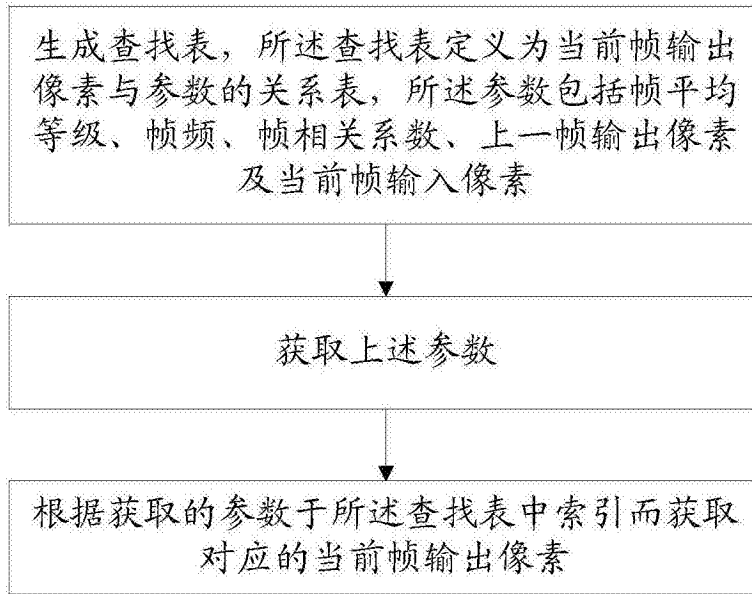 生成查找表，所述查找表定义为当前帧输出
像素与参数的关系表，所述参数包括帧平均
等级、帧频、帧相关系数、上一帧输出像素
及当前帧输入像素
获取上述参数
根据获取的参数于所述查找表中索引而获取
对应的当前帧输出像素